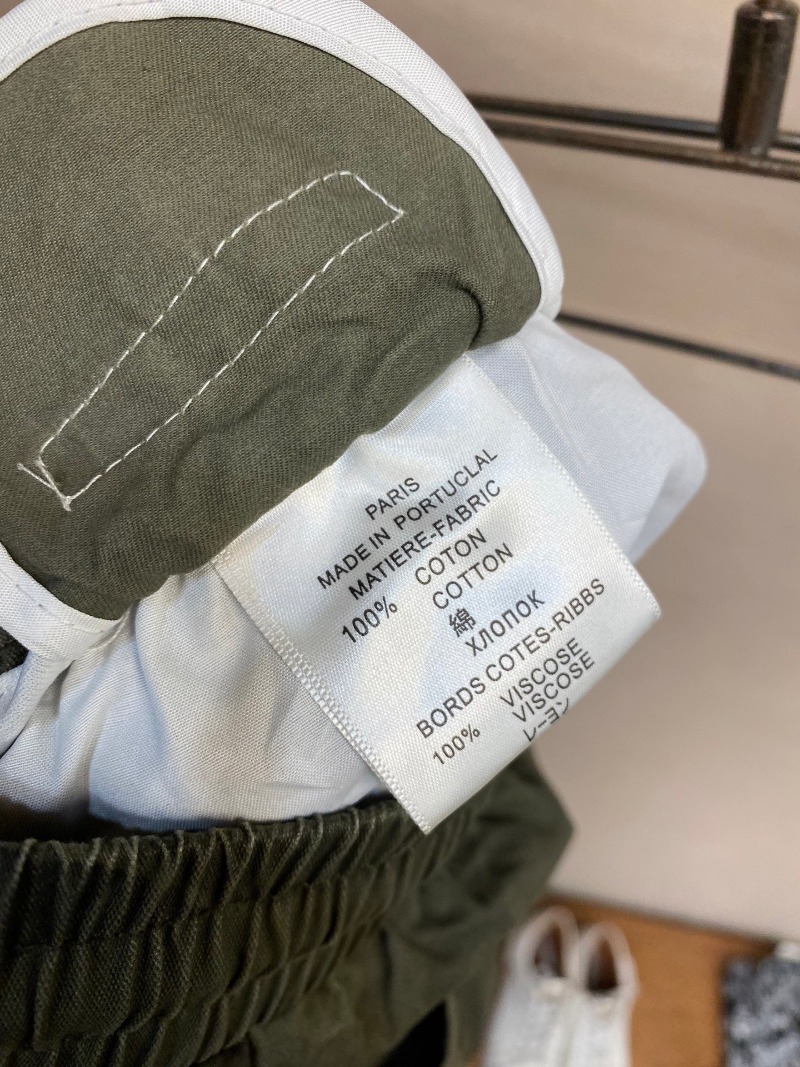 PARIS
MADE IN PORTUCLAL
MATIERE-FABRIC
100% COTON
COTTON
綿
ХЛОПОК
BORDS COTES-RIBBS
100% VISCOSE
VISCOSE
レーヨン